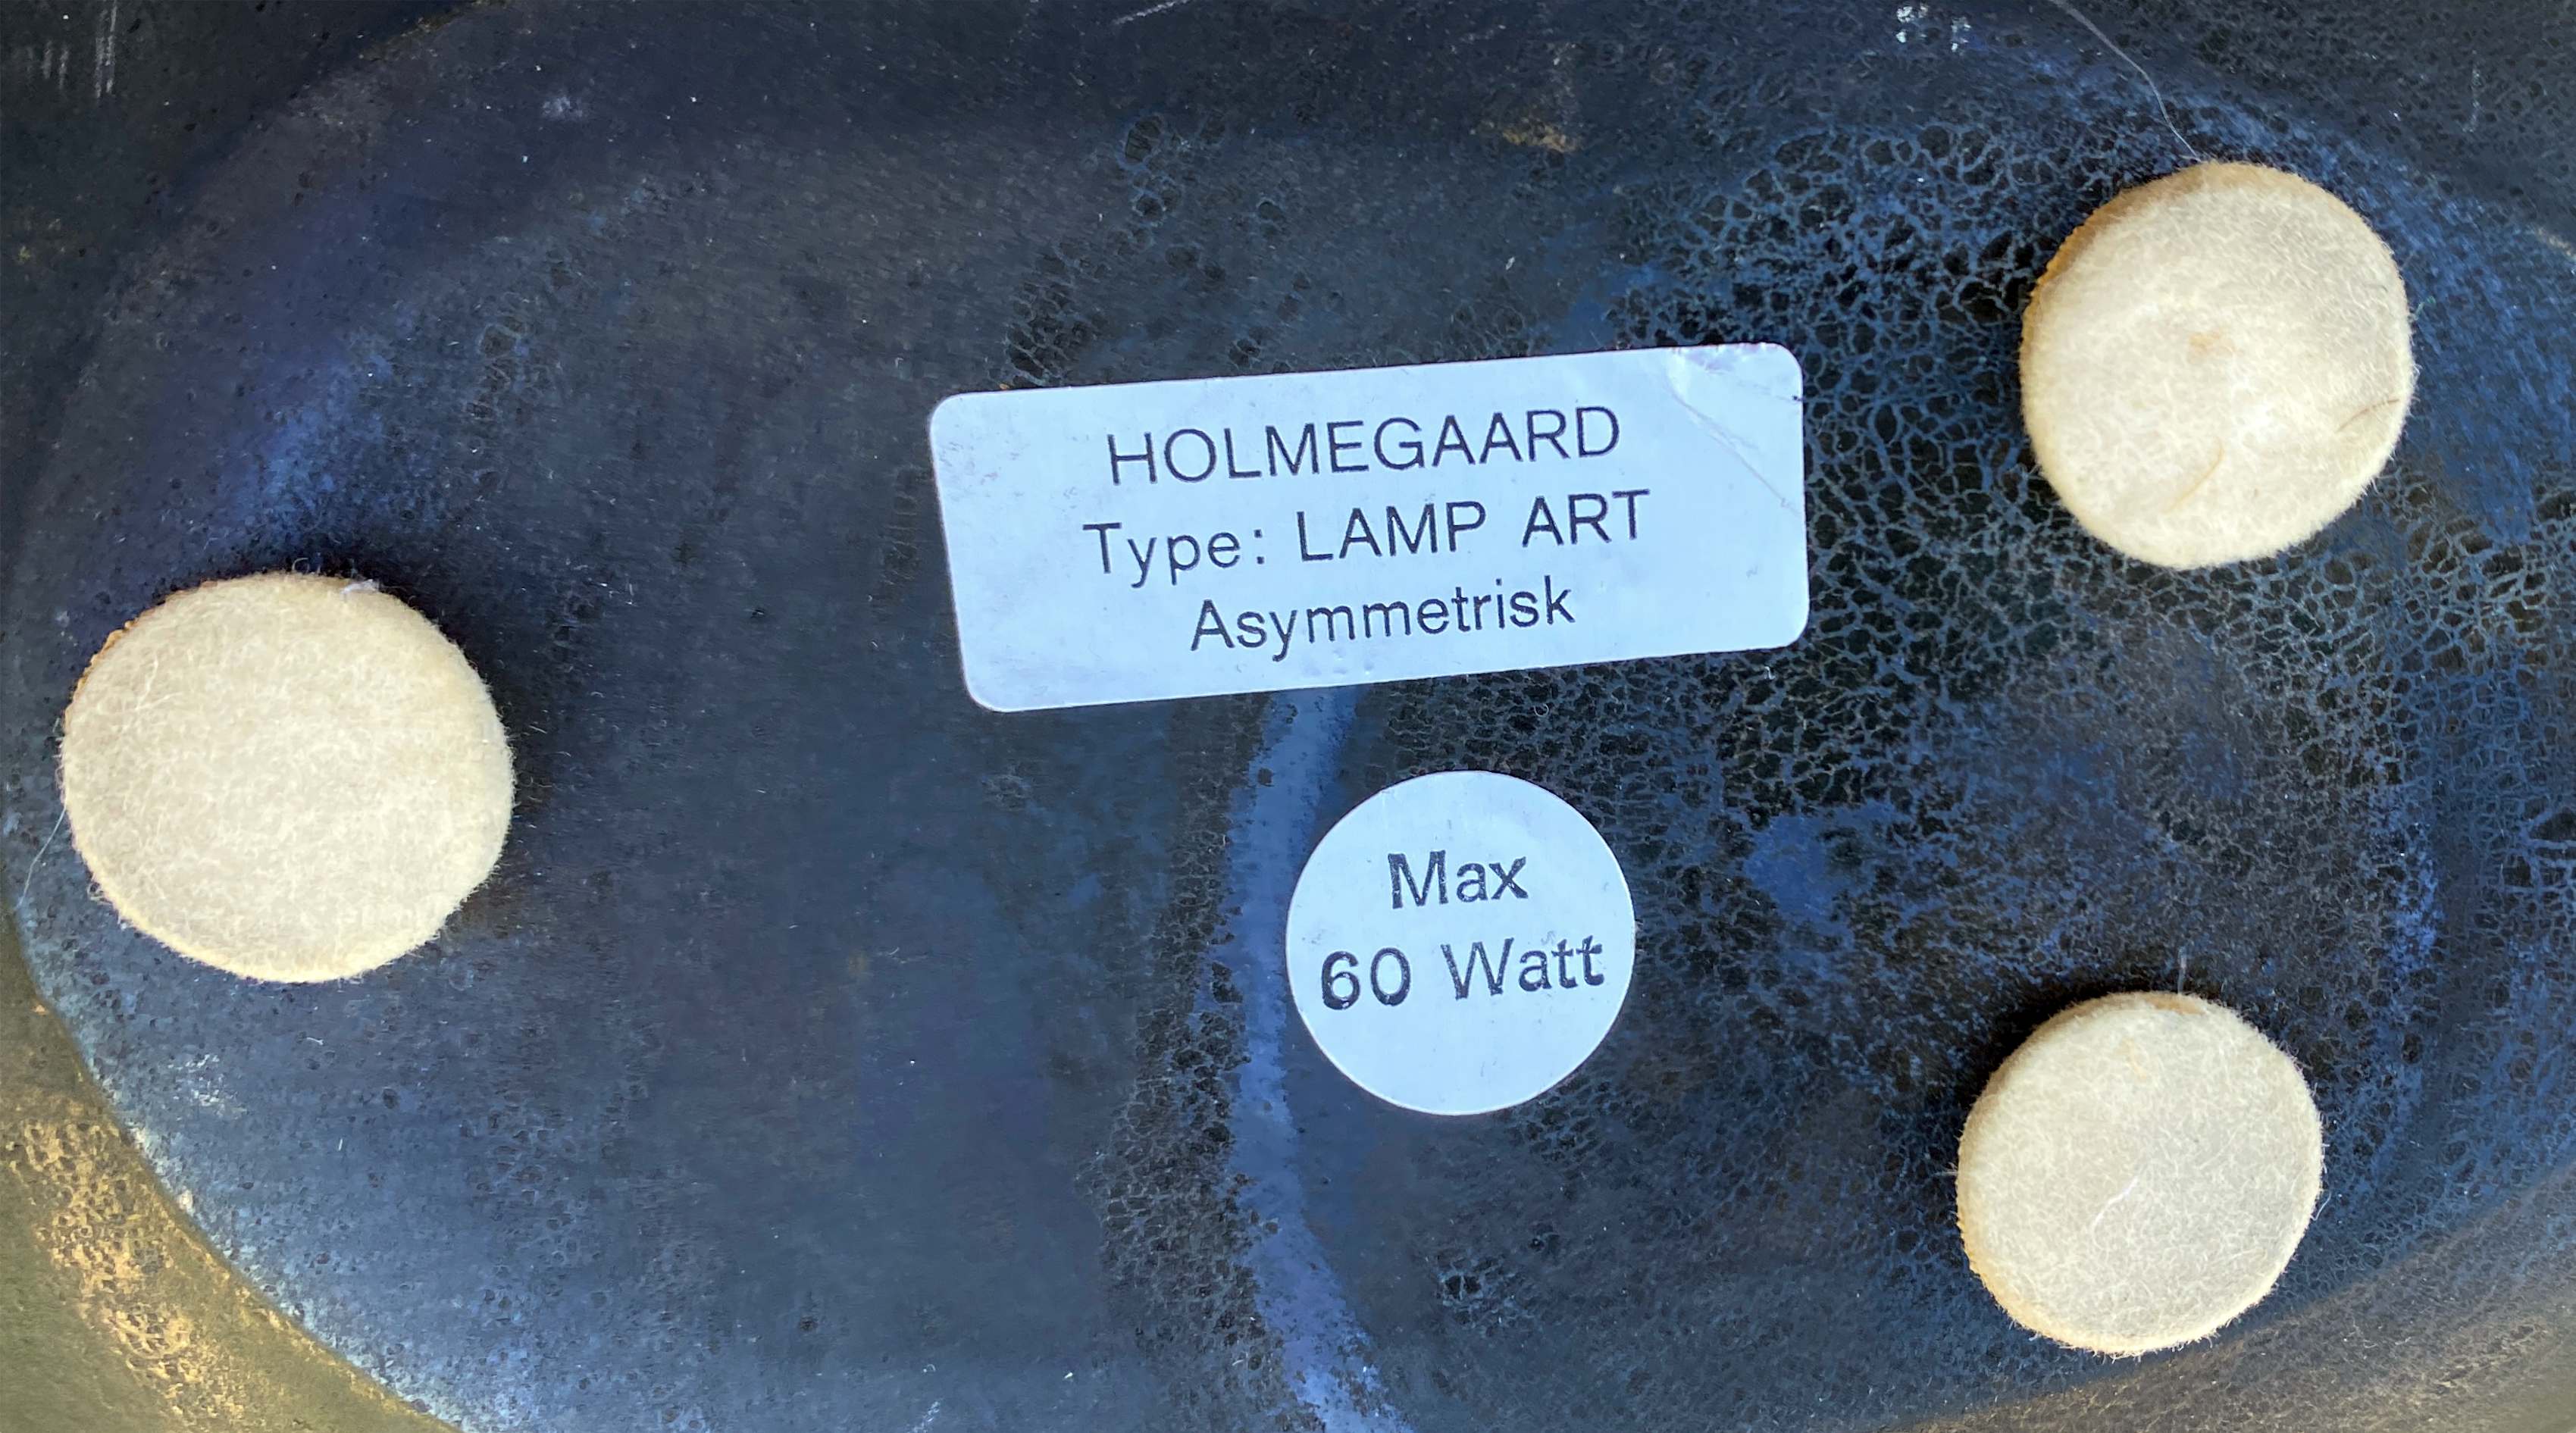 HOLMEGAARD
Type: LAMP ART
Asymmetrisk
Max
60 Watt